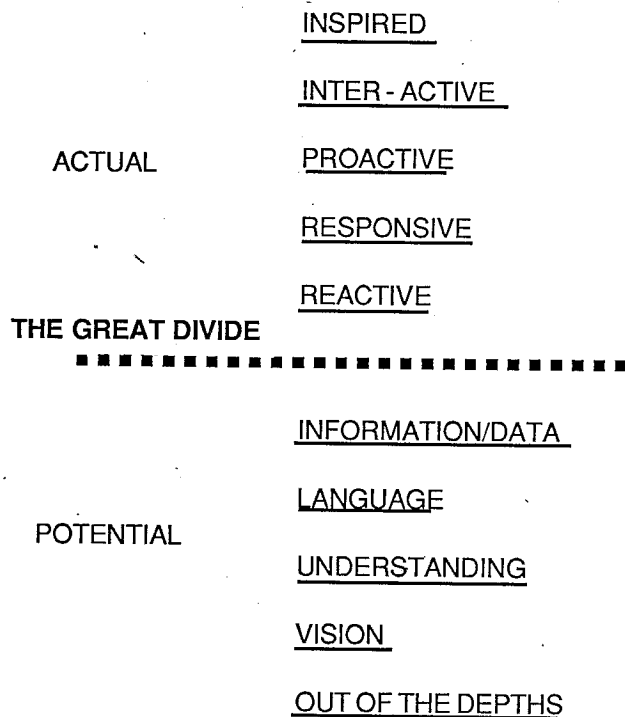 INSPIRED
INTER - ACTIVE
ACTUAL PROACTIVE
RESPONSIVE
REACTIVE
THE GREAT DIVIDE
INFORMATION/DATA
LANGUAGE
POTENTIAL
UNDERSTANDING
VISION
OUT OF THE DEPTHS